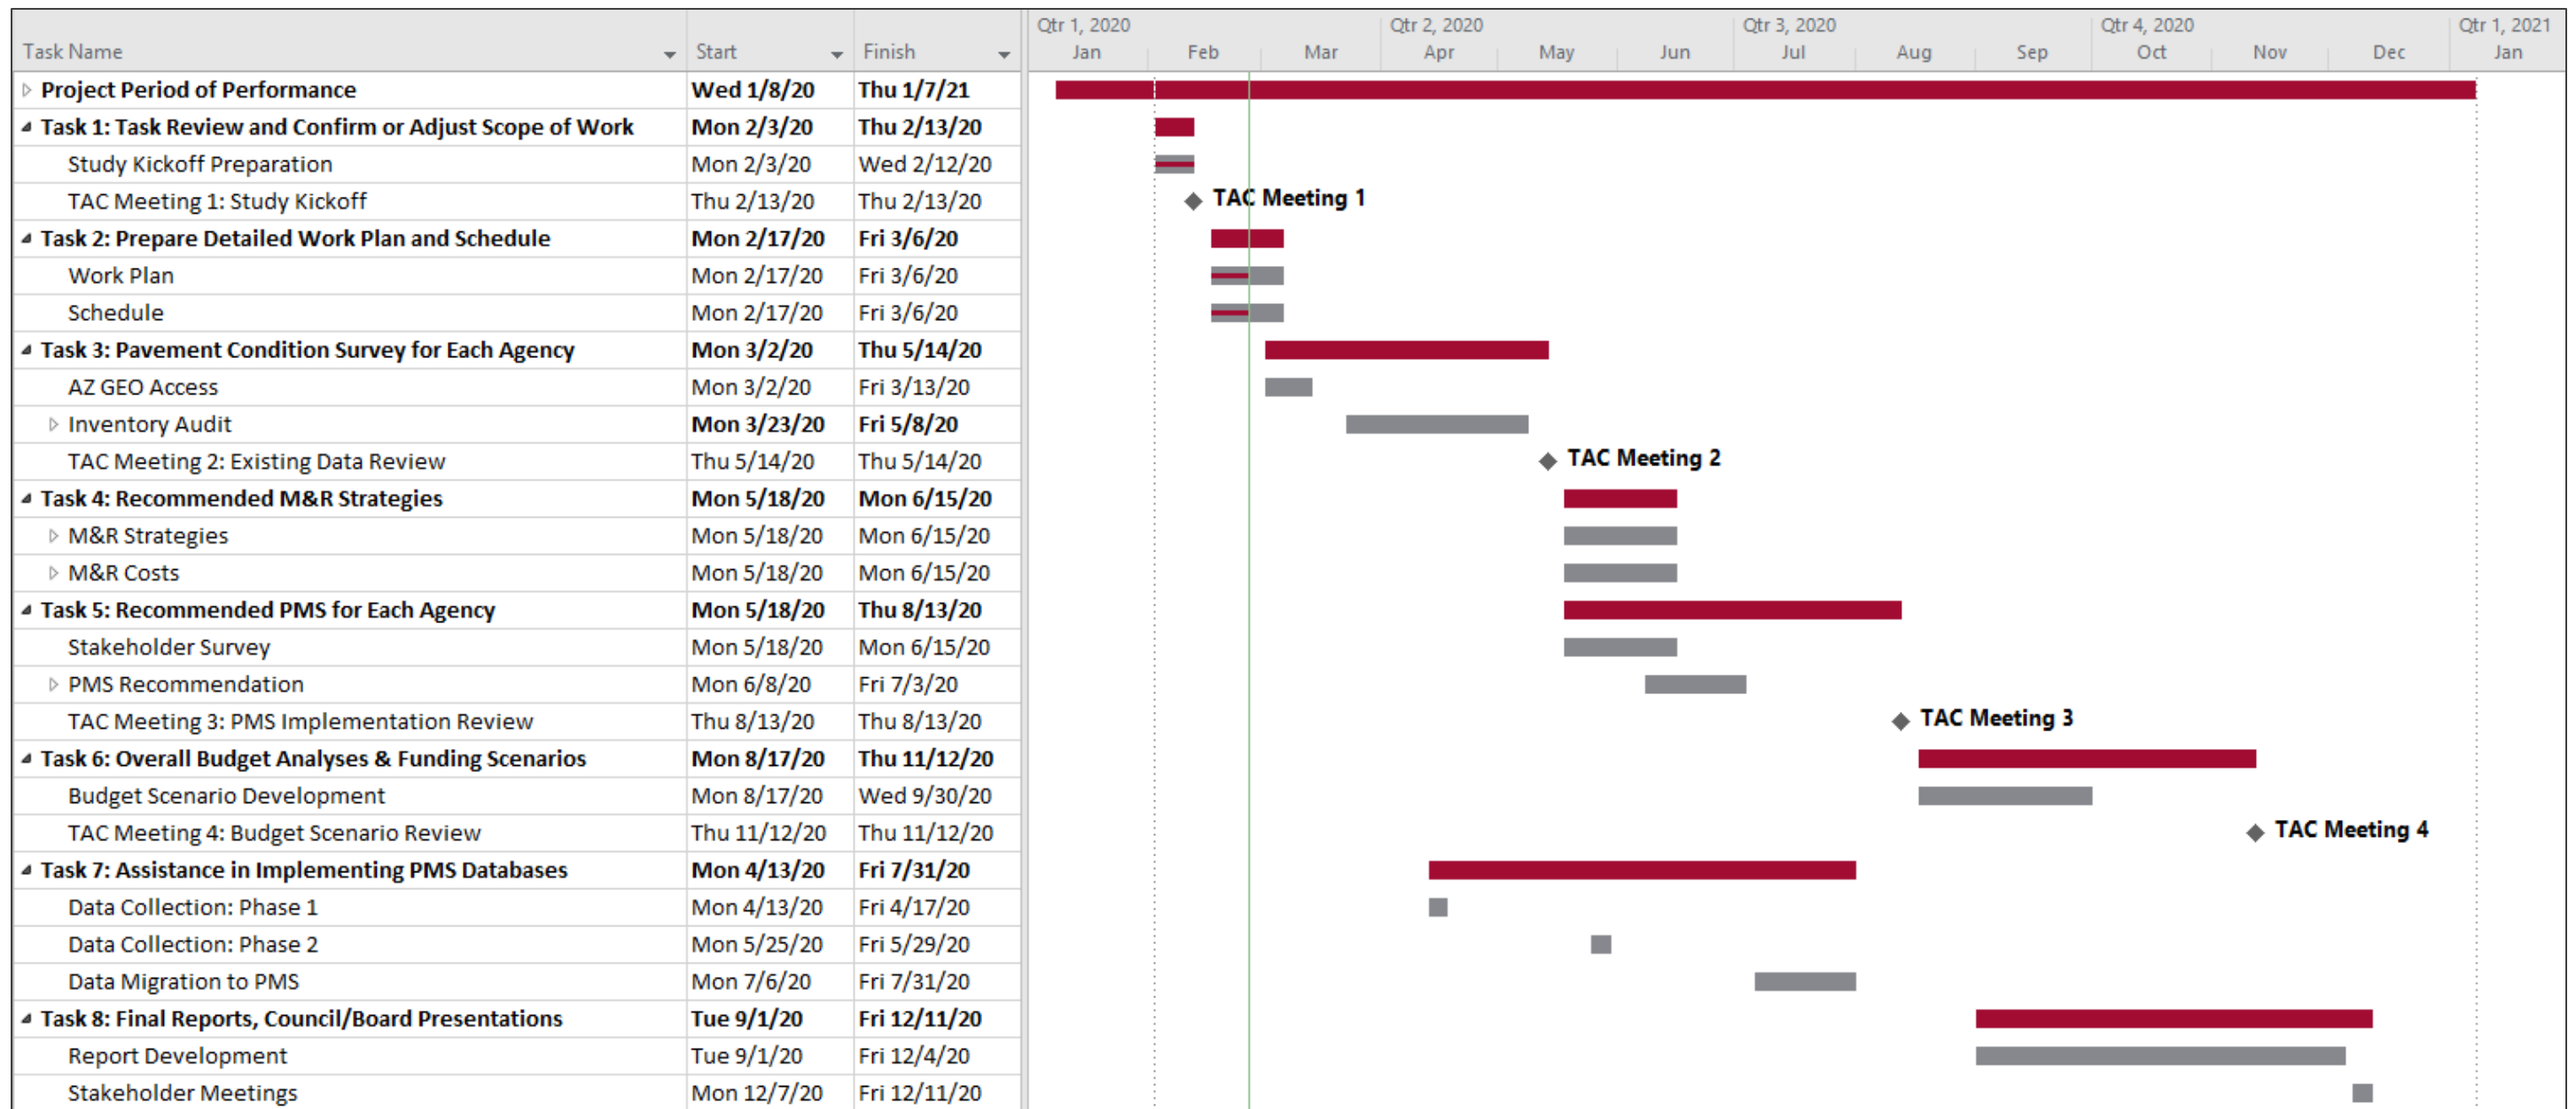 Qtr 1, 2020 Qtr 2, 2020 Qtr 3, 2020 Qtr 4, 2020 Qtr 1, 2021
Task Name Start Finish Jan Feb Mar Apr May Jun Jul Aug Sep Oct Nov Dec Jan
Project Period of Performance Wed 1/8/20 Thu 1/7/21
Task 1: Task Review and Confirm or Adjust Scope of Work Mon 2/3/20 Thu 2/13/20
Study Kickoff Preparation Mon 2/3/20 Wed 2/12/20
TAC Meeting 1: Study Kickoff Thu 2/13/20 Thu 2/13/20 TAC Meeting 1
Task 2: Prepare Detailed Work Plan and Schedule Mon 2/17/20 Fri 3/6/20
Work Plan Mon 2/17/20 Fri 3/6/20
Schedule Mon 2/17/20 Fri 3/6/20
Task 3: Pavement Condition Survey for Each Agency Mon 3/2/20 Thu 5/14/20
AZ GEO Access Mon 3/2/20 Fri 3/13/20
Inventory Audit Mon 3/23/20 Fri 5/8/20
TAC Meeting 2: Existing Data Review Thu 5/14/20 Thu 5/14/20 TAC Meeting 2
Task 4: Recommended M&R Strategies Mon 5/18/20 Mon 6/15/20
M&R Strategies Mon 5/18/20 Mon 6/15/20
M&R Costs Mon 5/18/20 Mon 6/15/20
Task 5: Recommended PMS for Each Agency Mon 5/18/20 Thu 8/13/20
Stakeholder Survey Mon 5/18/20 Mon 6/15/20
PMS Recommendation Mon 6/8/20 Fri 7/3/20
TAC Meeting 3: PMS Implementation Review Thu 8/13/20 Thu 8/13/20 TAC Meeting 3
Task 6: Overall Budget Analyses & Funding Scenarios Mon 8/17/20 Thu 11/12/20
Budget Scenario Development Mon 8/17/20 Wed 9/30/20
TAC Meeting 4: Budget Scenario Review Thu 11/12/20 Thu 11/12/20 TAC Meeting 4
Task 7: Assistance in Implementing PMS Databases Mon 4/13/20 Fri 7/31/20
Data Collection: Phase 1 Mon 4/13/20 Fri 4/17/20
Data Collection: Phase 2 Mon 5/25/20 Fri 5/29/20
Data Migration to PMS Mon 7/6/20 Fri 7/31/20
Task 8: Final Reports, Council/Board Presentations Tue 9/1/20 Fri 12/11/20
Report Development Tue 9/1/20 Fri 12/4/20
Stakeholder Meetings Mon 12/7/20 Fri 12/11/20